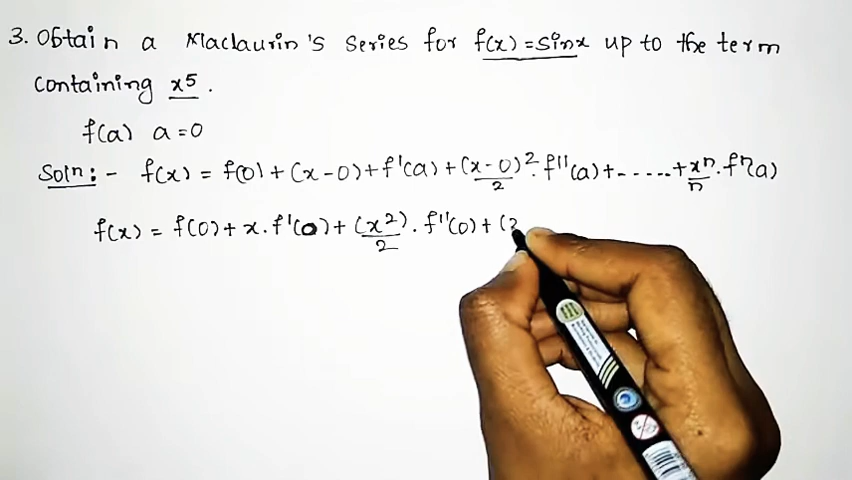 3. Obtain a Maclaurin's series for f(x) = sinx up to the term
containing x5.
f(a) a=0
Soln:- f(x) = f(0) + (x-0) + f'(a) + (x-0)²/2 . f''(a) + ------ + xⁿ/n . fⁿ(a)
f(x) = f(0) + x. f'(0) + (x²)/2 . f''(0) + (